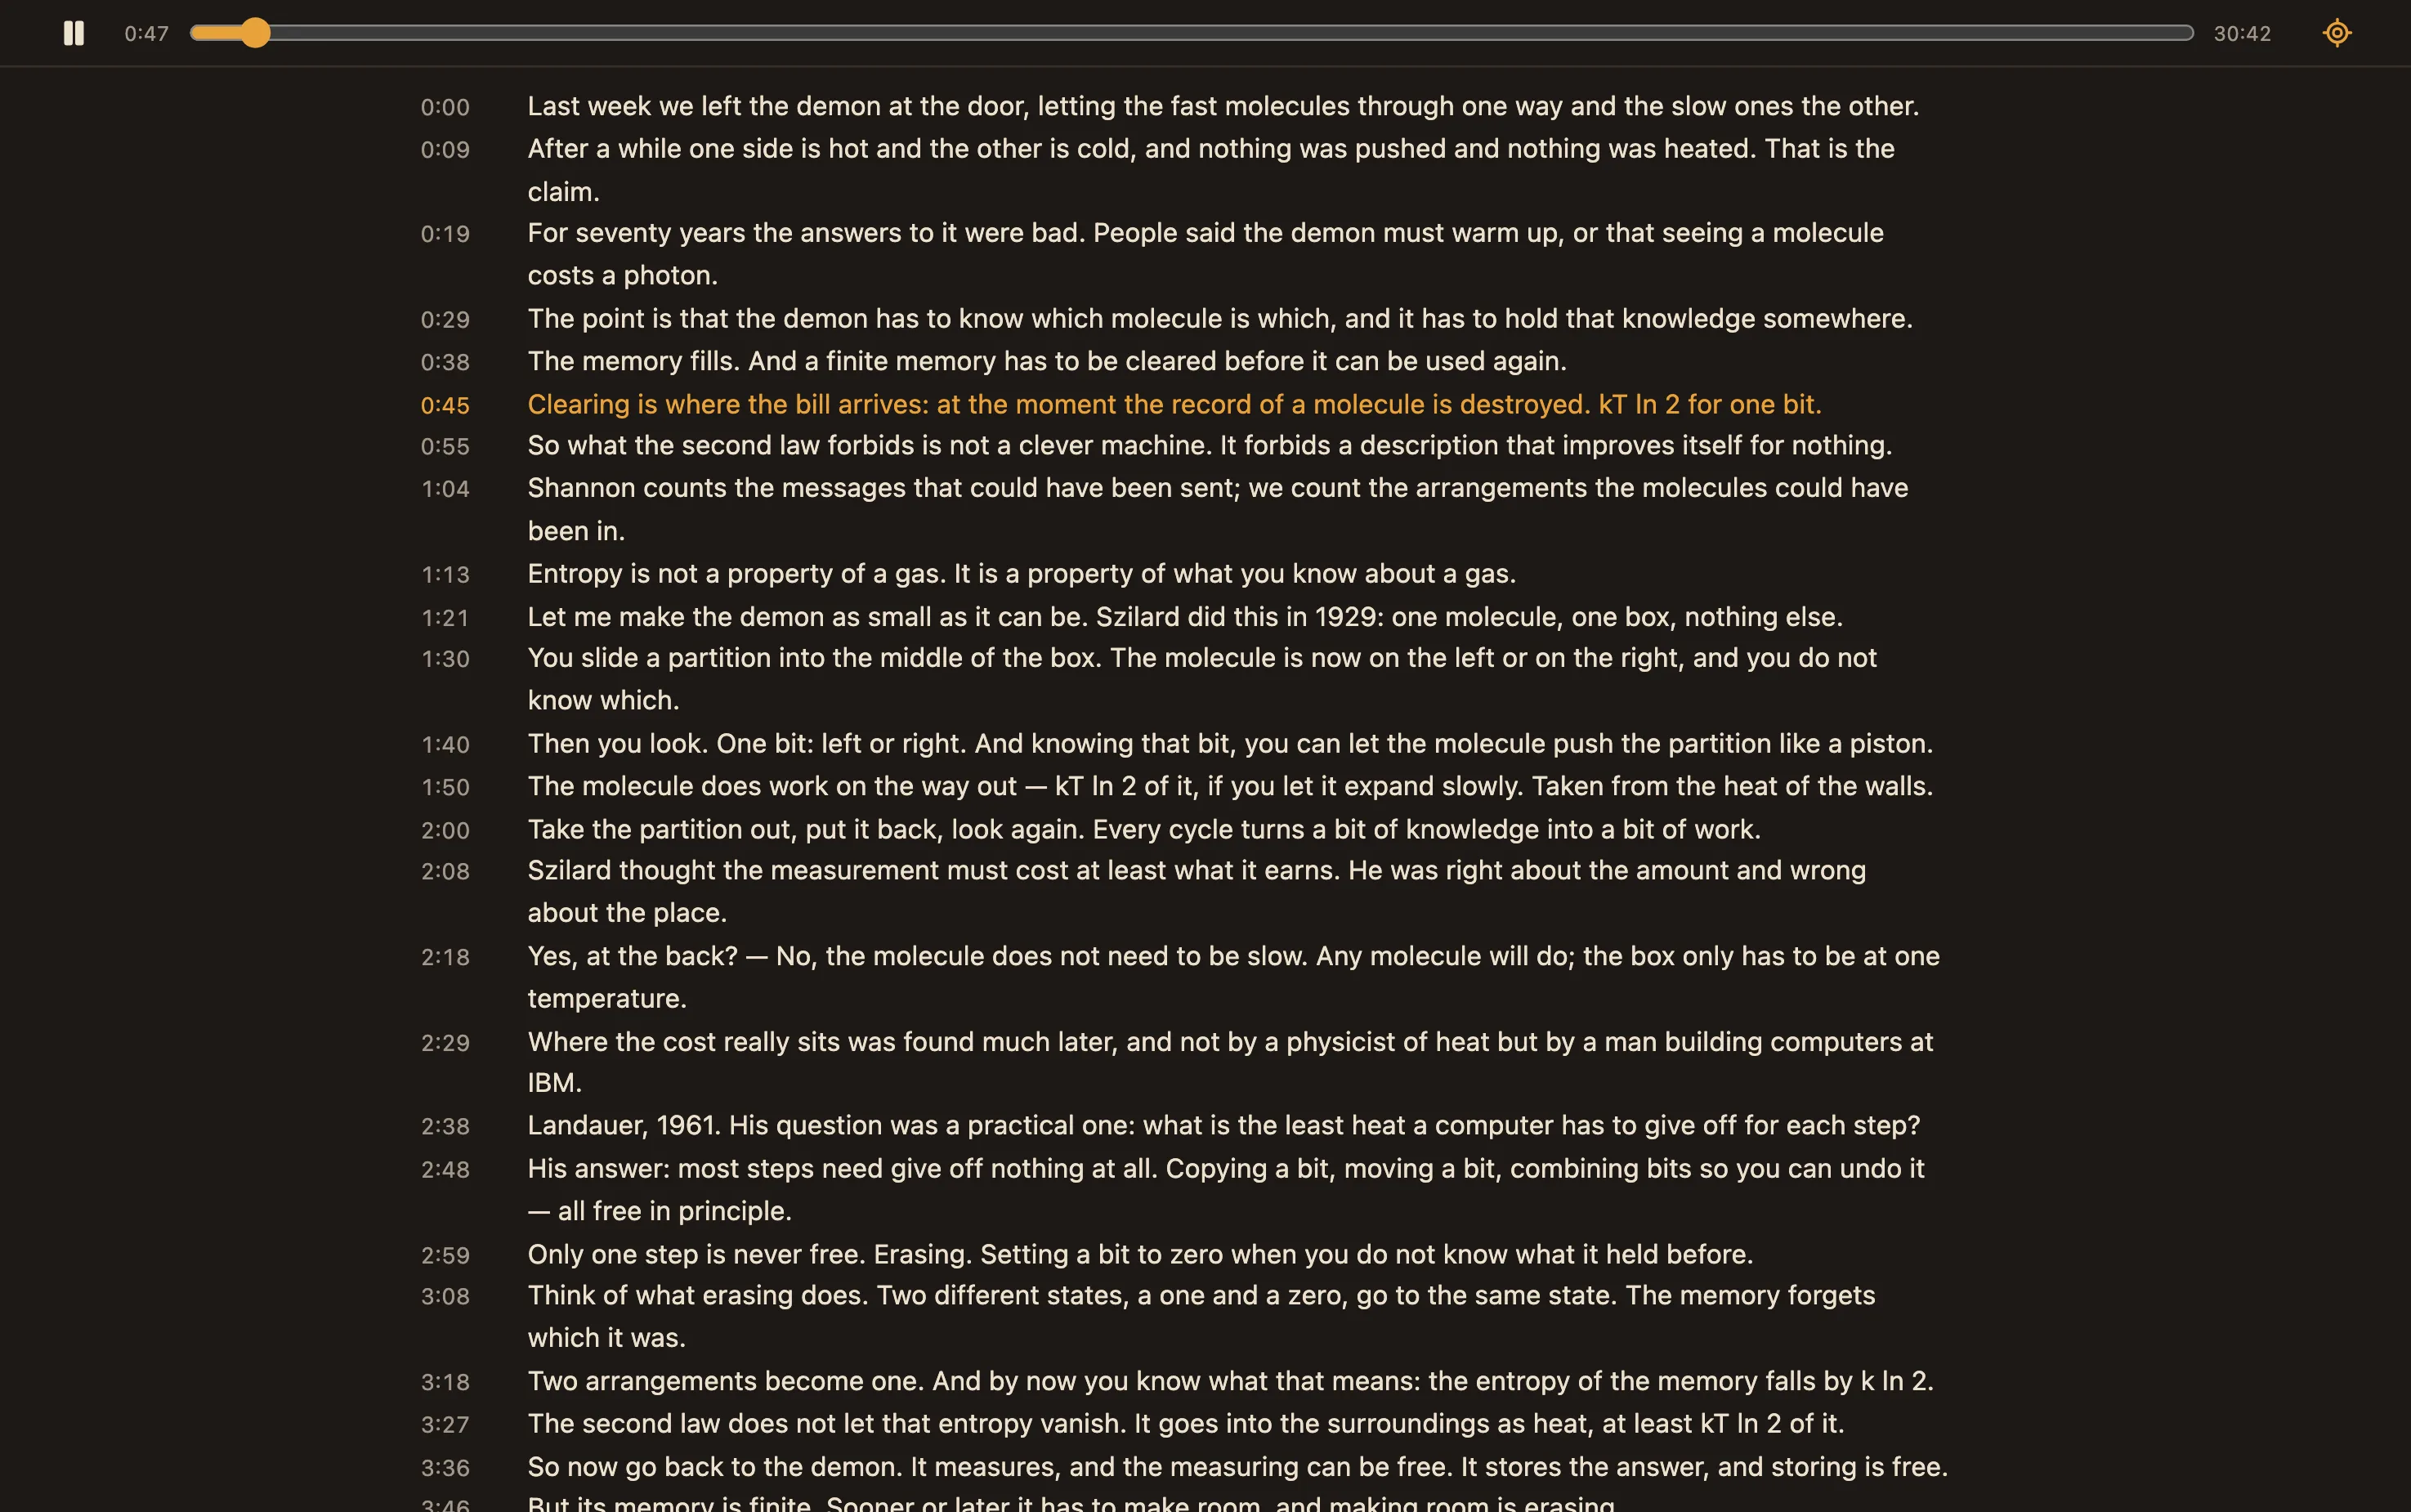 0:47 30:42
0:00 Last week we left the demon at the door, letting the fast molecules through one way and the slow ones the other.
0:09 After a while one side is hot and the other is cold, and nothing was pushed and nothing was heated. That is the
claim.
0:19 For seventy years the answers to it were bad. People said the demon must warm up, or that seeing a molecule
costs a photon.
0:29 The point is that the demon has to know which molecule is which, and it has to hold that knowledge somewhere.
0:38 The memory fills. And a finite memory has to be cleared before it can be used again.
0:45 Clearing is where the bill arrives: at the moment the record of a molecule is destroyed. kT ln 2 for one bit.
0:55 So what the second law forbids is not a clever machine. It forbids a description that improves itself for nothing.
1:04 Shannon counts the messages that could have been sent; we count the arrangements the molecules could have
been in.
1:13 Entropy is not a property of a gas. It is a property of what you know about a gas.
1:21 Let me make the demon as small as it can be. Szilard did this in 1929: one molecule, one box, nothing else.
1:30 You slide a partition into the middle of the box. The molecule is now on the left or on the right, and you do not
know which.
1:40 Then you look. One bit: left or right. And knowing that bit, you can let the molecule push the partition like a piston.
1:50 The molecule does work on the way out — kT ln 2 of it, if you let it expand slowly. Taken from the heat of the walls.
2:00 Take the partition out, put it back, look again. Every cycle turns a bit of knowledge into a bit of work.
2:08 Szilard thought the measurement must cost at least what it earns. He was right about the amount and wrong
about the place.
2:18 Yes, at the back? — No, the molecule does not need to be slow. Any molecule will do; the box only has to be at one
temperature.
2:29 Where the cost really sits was found much later, and not by a physicist of heat but by a man building computers at
IBM.
2:38 Landauer, 1961. His question was a practical one: what is the least heat a computer has to give off for each step?
2:48 His answer: most steps need give off nothing at all. Copying a bit, moving a bit, combining bits so you can undo it
— all free in principle.
2:59 Only one step is never free. Erasing. Setting a bit to zero when you do not know what it held before.
3:08 Think of what erasing does. Two different states, a one and a zero, go to the same state. The memory forgets
which it was.
3:18 Two arrangements become one. And by now you know what that means: the entropy of the memory falls by k ln 2.
3:27 The second law does not let that entropy vanish. It goes into the surroundings as heat, at least kT ln 2 of it.
3:36 So now go back to the demon. It measures, and the measuring can be free. It stores the answer, and storing is free.
3:46 But its memory is finite. Sooner or later it has to make room, and making room is erasing.